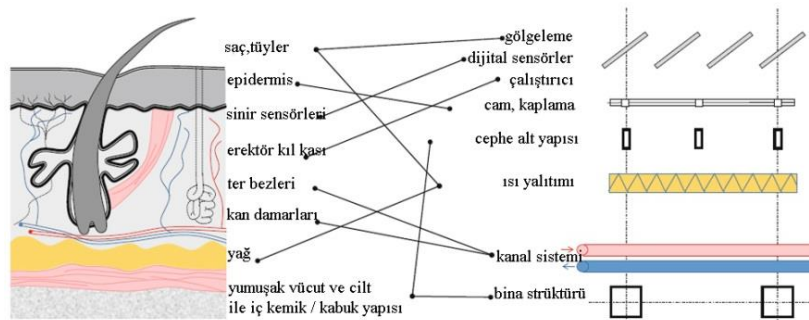 saç,tüyler
epidermis
sinir sensörleri
erektör kıl kası
ter bezleri
kan damarları
yağ
yumuşak vücut ve cilt
ile iç kemik / kabuk yapısı
gölgeleme
dijital sensörler
çalıştırıcı
cam, kaplama
cephe alt yapısı
ısı yalıtımı
kanal sistemi
bina strüktürü